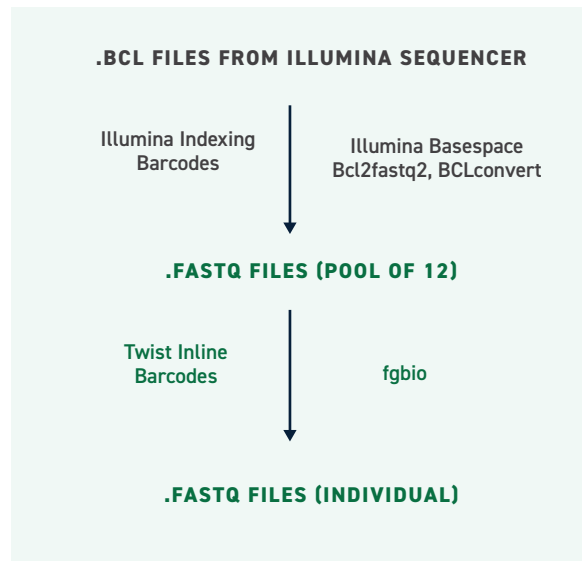 .BCL FILES FROM ILLUMINA SEQUENCER
Illumina Indexing
Barcodes
Illumina Basespace
Bcl2fastq2, BCLconvert
.FASTQ FILES (POOL OF 12)
Twist Inline
Barcodes
fgbio
.FASTQ FILES (INDIVIDUAL)